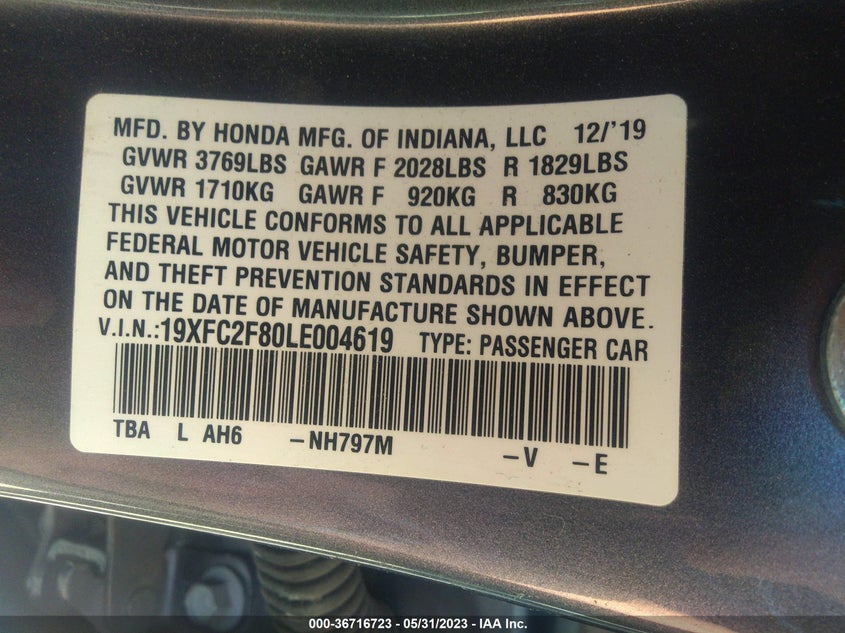 MFD. BY HONDA MFG. OF INDIANA, LLC 12/'19
GVWR 3769LBS GAWR F 2028LBS R 1829LBS
GVWR 1710KG GAWR F 920KG R 830KG
THIS VEHICLE CONFORMS TO ALL APPLICABLE
FEDERAL MOTOR VEHICLE SAFETY, BUMPER,
AND THEFT PREVENTION STANDARDS IN EFFECT
ON THE DATE OF MANUFACTURE SHOWN ABOVE.
V.I.N.:19XFC2F80LE004619 TYPE: PASSENGER CAR
TBA L AH6 –NH797M –V –E
000-36716723 - 05/31/2023 - IAA Inc.